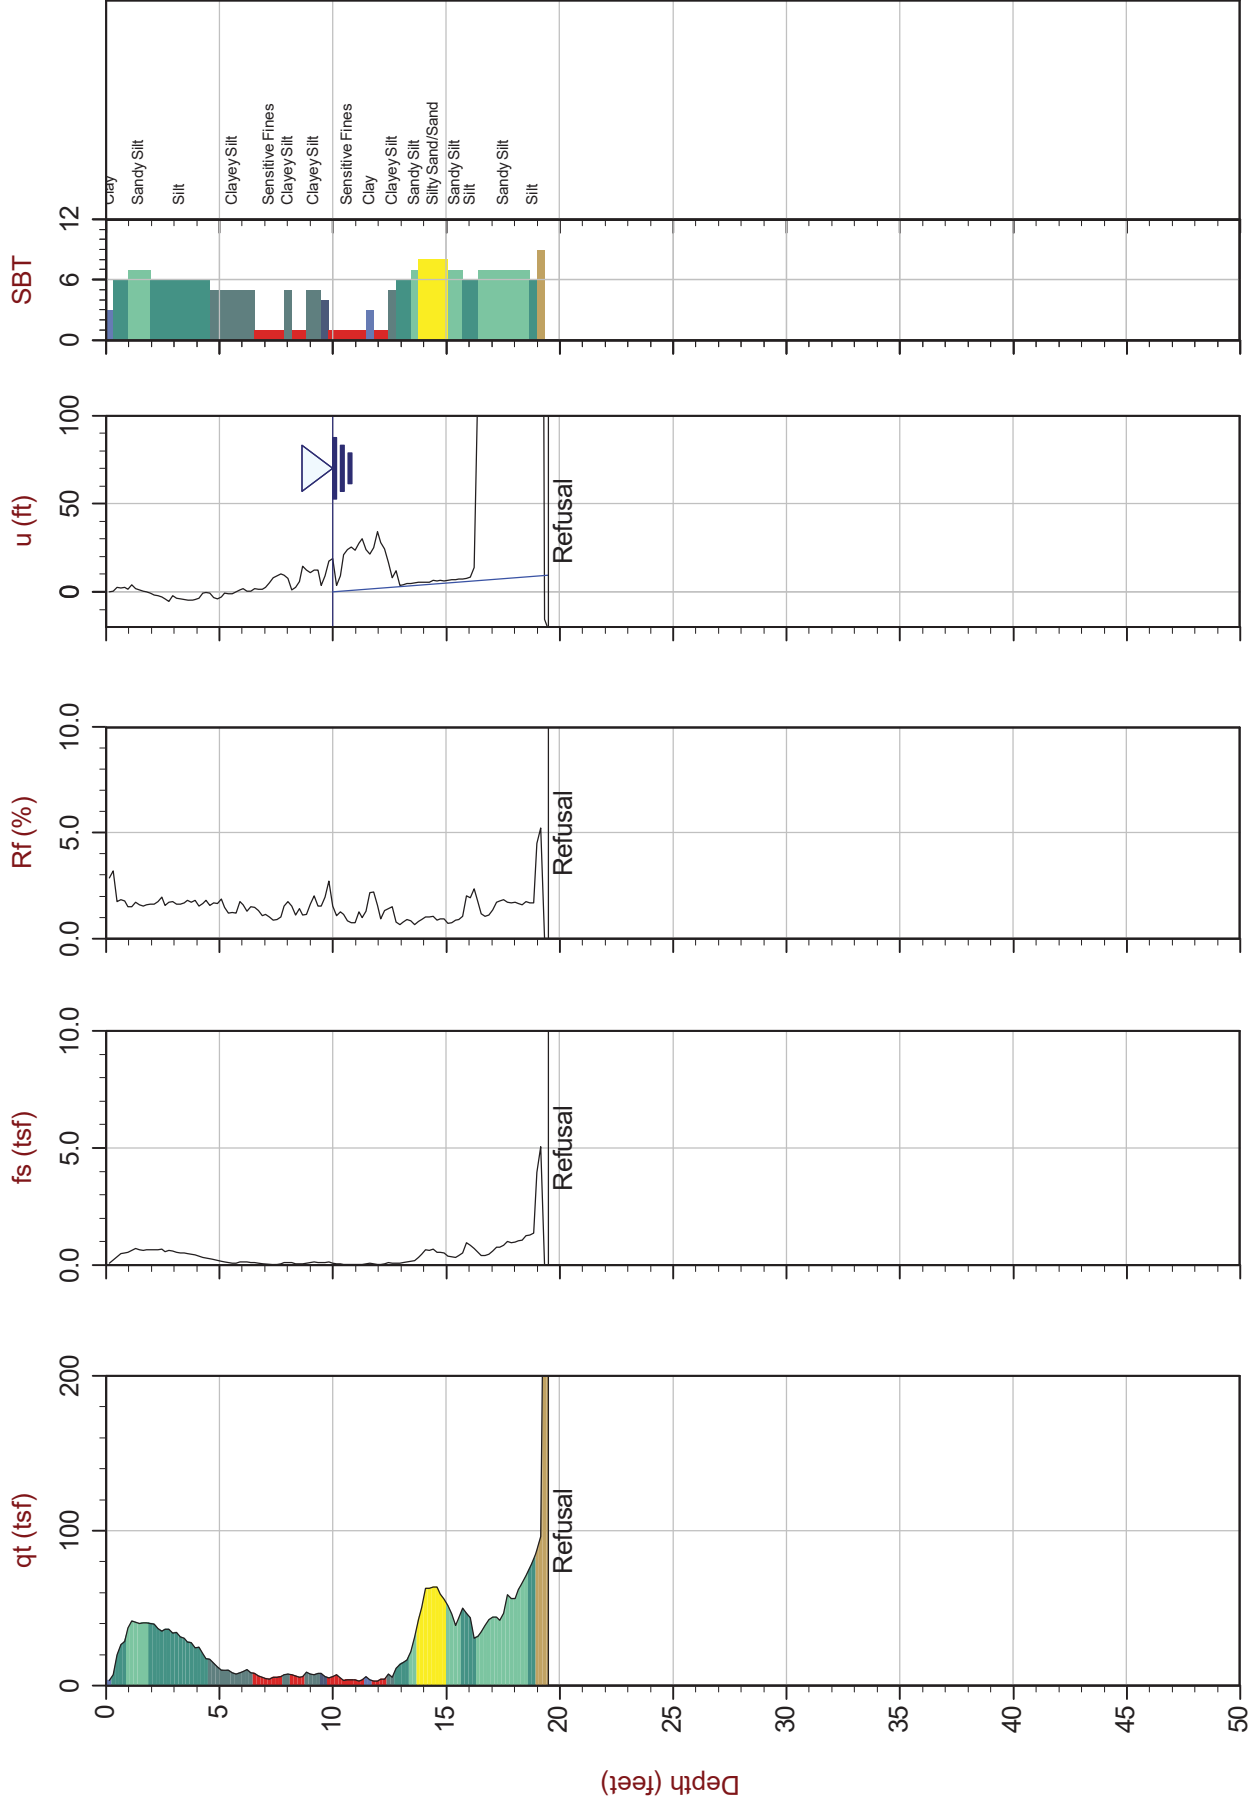 qt (tsf)
fs (tsf)
Rf (%)
u (ft)
SBT
0
100
200
0.0
5.0
10.0
0.0
5.0
10.0
0
50
100
0
6
12
Depth (feet)
0
5
10
15
20
25
30
35
40
45
50
Refusal
Refusal
Refusal
Refusal
Clay
Sandy Silt
Silt
Clayey Silt
Sensitive Fines
Clayey Silt
Clayey Silt
Sensitive Fines
Clay
Clayey Silt
Sandy Silt
Silty Sand/Sand
Sandy Silt
Silt
Sandy Silt
Silt